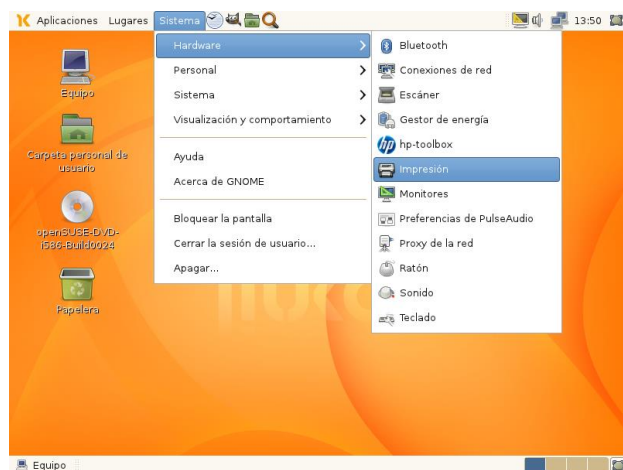 Aplicaciones Lugares Sistema 13:50
Equipo
Carpeta personal de
usuario
openSUSE-DVD-
i586-Build0024
Papelera
Hardware
Personal
Sistema
Visualización y comportamiento
Ayuda
Acerca de GNOME
Bloquear la pantalla
Cerrar la sesión de usuario...
Apagar...
Bluetooth
Conexiones de red
Escáner
Gestor de energía
hp hp-toolbox
Impresión
Monitores
Preferencias de PulseAudio
Proxy de la red
Ratón
Sonido
Teclado
Equipo